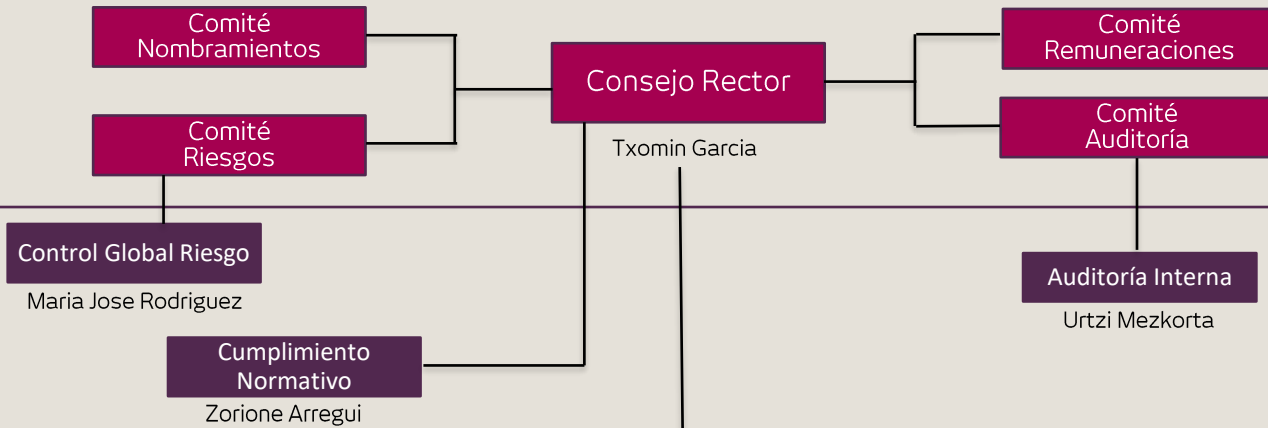 Comité
Nombramientos
Comité
Riesgos
Consejo Rector
Txomin Garcia
Comité
Remuneraciones
Comité
Auditoría
Control Global Riesgo
Maria Jose Rodriguez
Auditoría Interna
Urtzi Mezkorta
Cumplimiento
Normativo
Zorione Arregui